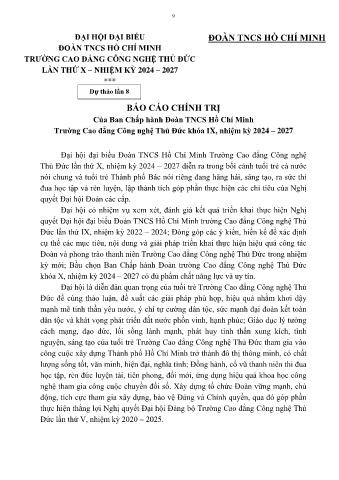 9
ĐẠI HỘI ĐẠI BIỂU
ĐOÀN TNCS HỒ CHÍ MINH
ĐOÀN TNCS HỒ CHÍ MINH
TRƯỜNG CAO ĐẲNG CÔNG NGHỆ THỦ ĐỨC
LẦN THỨ X – NHIỆM KỲ 2024 – 2027
***
Dự thảo lần 8
BÁO CÁO CHÍNH TRỊ
Của Ban Chấp hành Đoàn TNCS Hồ Chí Minh
Trường Cao đẳng Công nghệ Thủ Đức khóa IX, nhiệm kỳ 2024 – 2027
Đại hội đại biểu Đoàn TNCS Hồ Chí Minh Trường Cao đẳng Công nghệ
Thủ Đức lần thứ X, nhiệm kỳ 2024 – 2027 diễn ra trong bối cảnh tuổi trẻ cả nước
nói chung và tuổi trẻ Thành phố Bác nói riêng đang hăng hái, sáng tạo, ra sức thi
đua học tập và rèn luyện, lập thành tích góp phần thực hiện các chỉ tiêu của Nghị
quyết Đại hội Đoàn các cấp.
Đại hội có nhiệm vụ xem xét, đánh giá kết quả triển khai thực hiện Nghị
quyết Đại hội đại biểu Đoàn TNCS Hồ Chí Minh trường Cao đẳng Công nghệ Thủ
Đức lần thứ IX, nhiệm kỳ 2022 – 2024; Đóng góp các ý kiến, hiến kế để xác định
cụ thể các mục tiêu, nội dung và giải pháp triển khai thực hiện hiệu quả công tác
Đoàn và phong trào thanh niên Trường Cao đẳng Công nghệ Thủ Đức trong nhiệm
kỳ mới; Bầu chọn Ban Chấp hành Đoàn trường Cao đẳng Công nghệ Thủ Đức
khóa X, nhiệm kỳ 2024 – 2027 có đủ phẩm chất năng lực và uy tín.
Đại hội là diễn đàn quan trọng của tuổi trẻ Trường Cao đẳng Công nghệ Thủ
Đức để cùng thảo luận, đề xuất các giải pháp phù hợp, hiệu quả nhằm khơi dậy
mạnh mẽ tinh thần yêu nước, ý chí tự cường dân tộc, sức mạnh đại đoàn kết toàn
dân tộc và khát vọng phát triển đất nước phồn vinh, hạnh phúc; Giáo dục lý tưởng
cách mạng, đạo đức, lối sống lành mạnh, phát huy tinh thần xung kích, tình
nguyện, sáng tạo của tuổi trẻ Trường Cao đẳng Công nghệ Thủ Đức tham gia vào
công cuộc xây dựng Thành phố Hồ Chí Minh trở thành đô thị thông minh, có chất
lượng sống tốt, văn minh, hiện đại, nghĩa tình; Đồng hành, cổ vũ thanh niên thi đua
học tập, rèn đức luyện tài, tiên phong, đổi mới, ứng dụng hiệu quả khoa học công
nghệ tham gia công cuộc chuyển đổi số. Xây dựng tổ chức Đoàn vững mạnh, chủ
động, tích cực tham gia xây dựng, bảo vệ Đảng và Chính quyền, qua đó góp phần
thực hiện thắng lợi Nghị quyết Đại hội Đảng bộ Trường Cao đẳng Công nghệ Thủ
Đức lần thứ V, nhiệm kỳ 2020 – 2025.